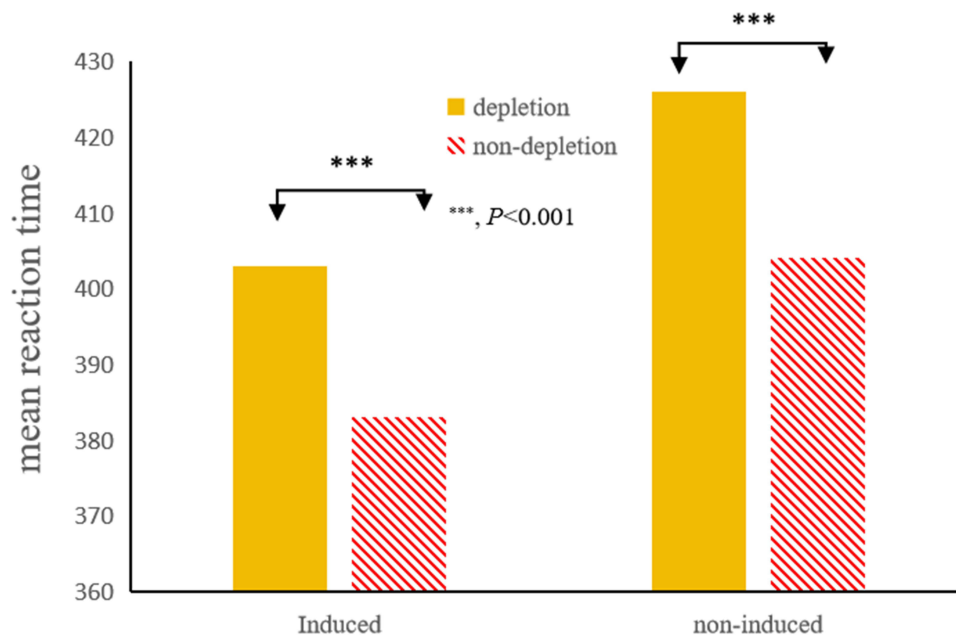 ***
430
depletion
420
non-depletion
***
410
***, P<0.001
400
390
380
370
360
mean reaction time
Induced
non-induced